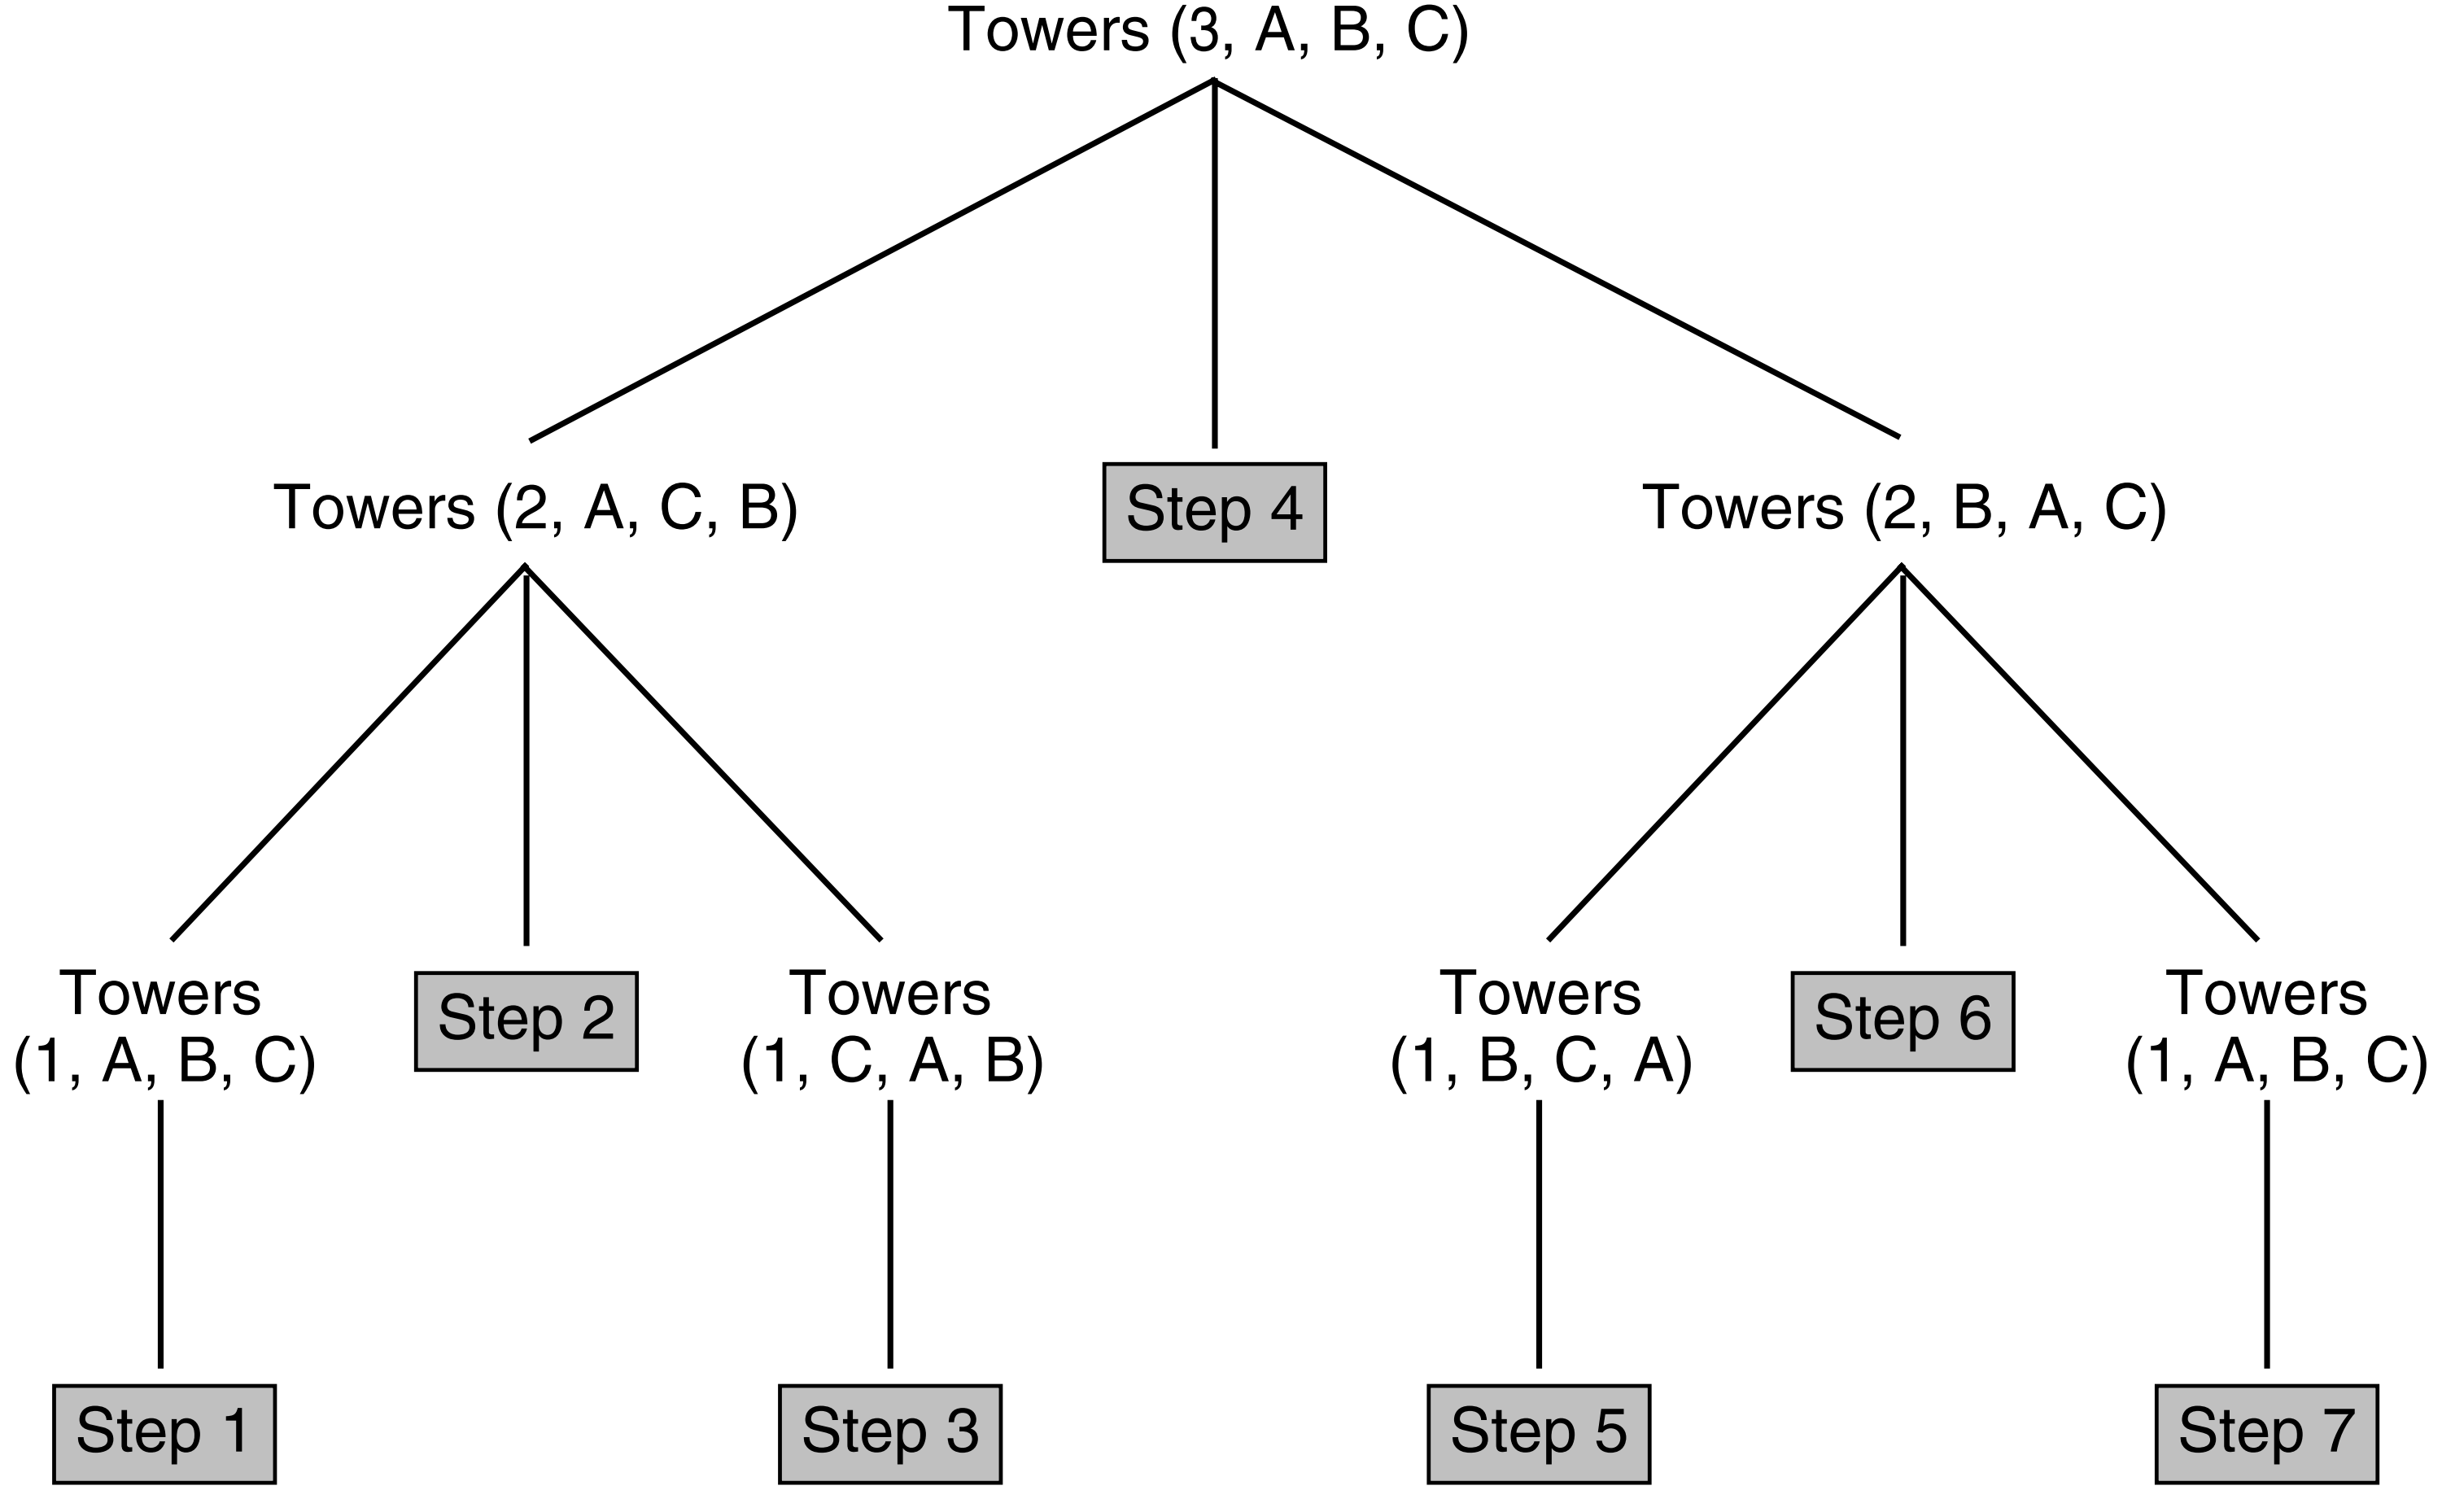 Towers (3, A, B, C)
Towers (2, A, C, B)
Step 4
Towers (2, B, A, C)
Towers
(1, A, B, C)
Step 2
Towers
(1, C, A, B)
Towers
(1, B, C, A)
Step 6
Towers
(1, A, B, C)
Step 1
Step 3
Step 5
Step 7